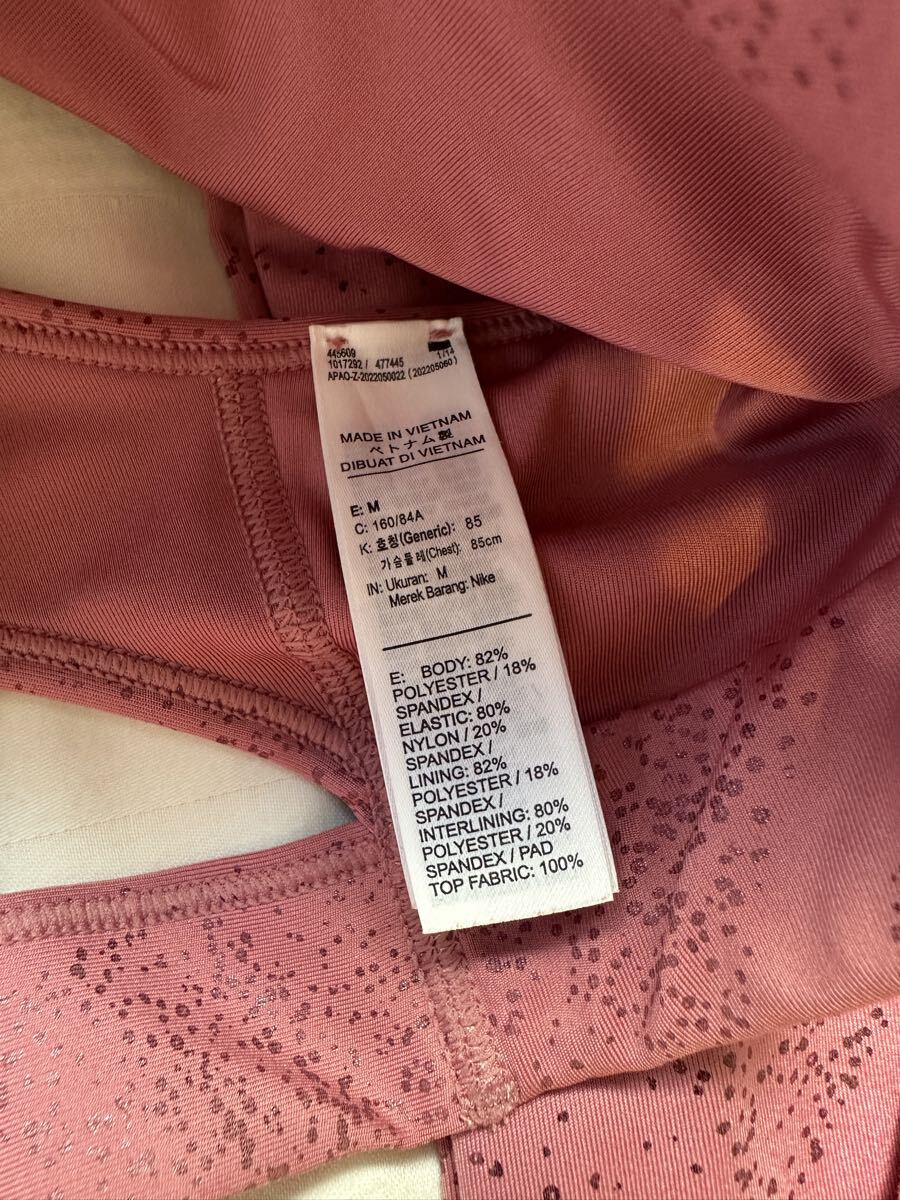 445609
1017292 / 477445 1/14
APAO-Z-2022050022 (202205060)
MADE IN VIETNAM
ベトナム製
DIBUAT DI VIETNAM
E: M
C: 160/84A
K: 호칭(Generic): 85
가슴둘레(Chest): 85cm
IN: Ukuran: M
Merek Barang: Nike
E: BODY: 82%
POLYESTER / 18%
SPANDEX /
ELASTIC: 80%
NYLON / 20%
SPANDEX /
LINING: 82%
POLYESTER / 18%
SPANDEX /
INTERLINING: 80%
POLYESTER / 20%
SPANDEX / PAD
TOP FABRIC: 100%